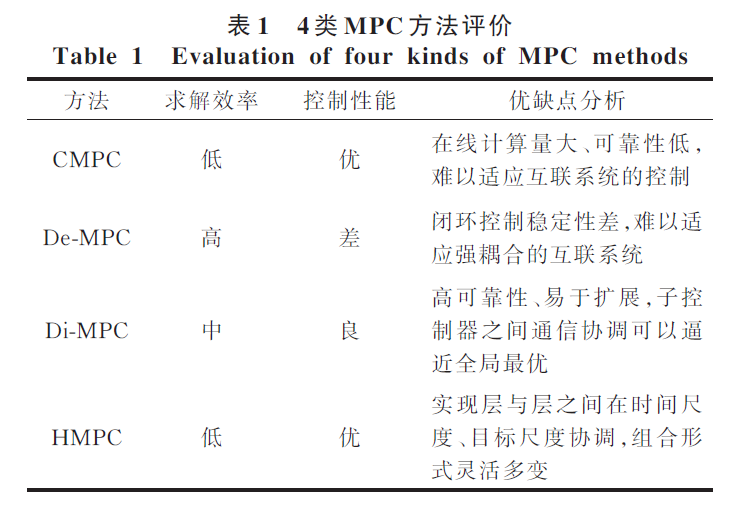 表1 4类MPC方法评价
Table 1 Evaluation of four kinds of MPC methods
方法 求解效率 控制性能 优缺点分析
CMPC 低 优 在线计算量大、可靠性低，
难以适应互联系统的控制
De-MPC 高 差 闭环控制稳定性差，难以适
应强耦合的互联系统
Di-MPC 中 良 高可靠性、易于扩展，子控
制器之间通信协调可以逼
近全局最优
HMPC 低 优 实现层与层之间在时间尺
度、目标尺度协调，组合形
式灵活多变